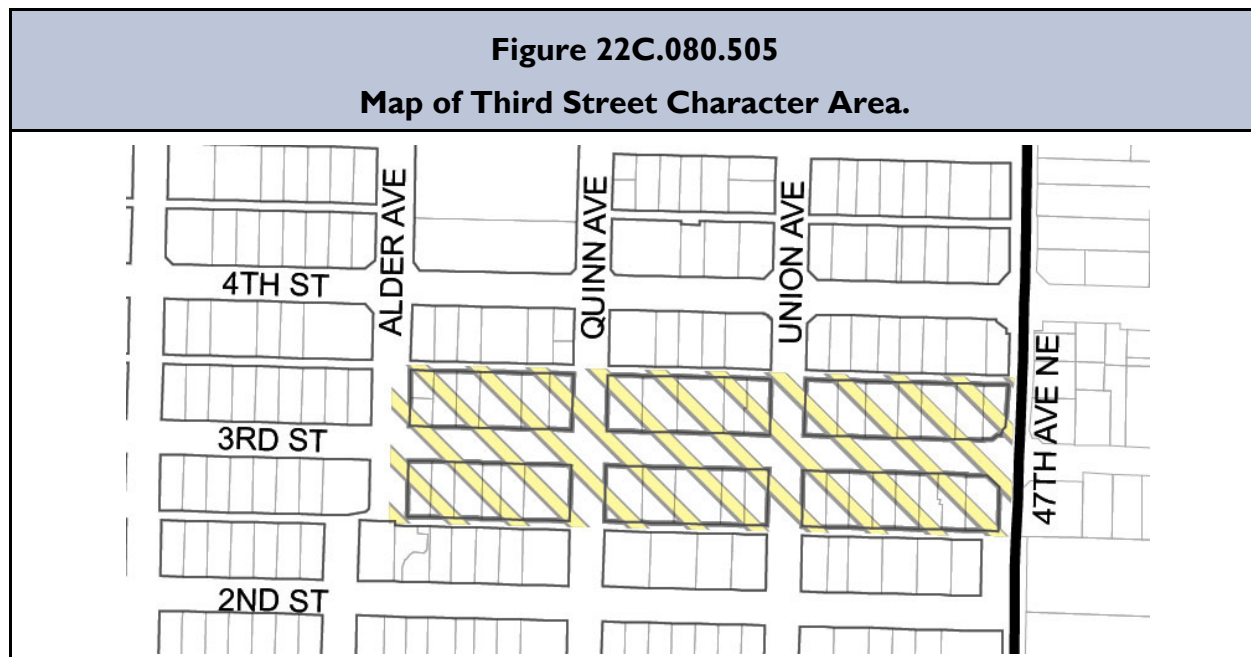 Figure 22C.080.505
Map of Third Street Character Area.
ALDER AVE
QUINN AVE
UNION AVE
4TH ST
47TH AVE NE
3RD ST
2ND ST